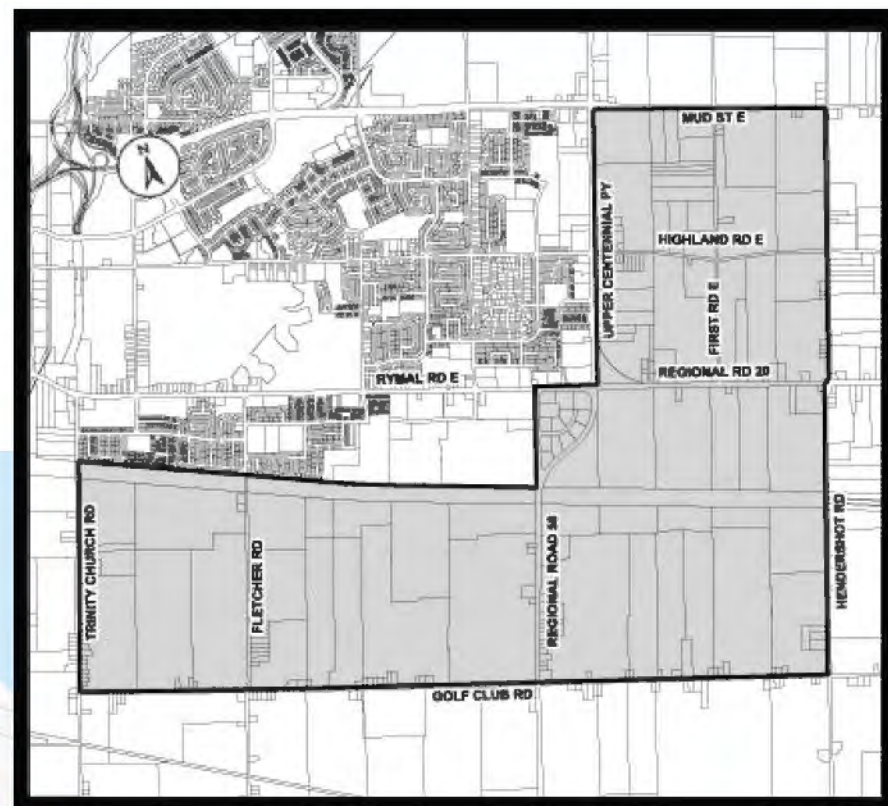 N
MUD ST E
UPPER CENTENNIAL PY
HIGHLAND RD E
FIRST RD E
RYMAL RD E
REGIONAL RD 20
TRINITY CHURCH RD
FLETCHER RD
REGIONAL ROAD 56
HENDERSHOT RD
GOLF CLUB RD